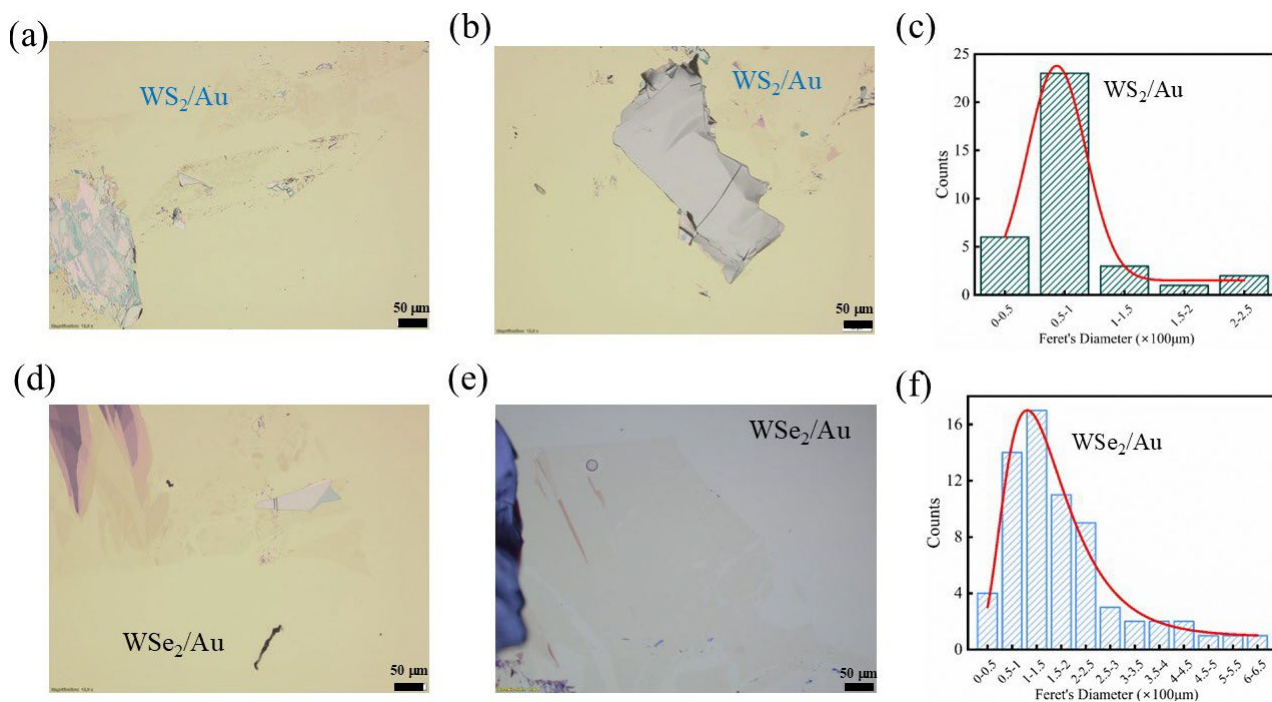 (a)
WS₂/Au
50 μm
(b)
WS₂/Au
50 μm
(c)
WS₂/Au
Counts
25
20
15
10
5
0
0-0.5
0.5-1
1-1.5
1.5-2
2-2.5
Feret's Diameter (×100μm)
(d)
WSe₂/Au
50 μm
(e)
WSe₂/Au
50 μm
(f)
WSe₂/Au
Counts
16
12
8
4
0
0-0.5
0.5-1
1-1.5
1.5-2
2-2.5
2.5-3
3-3.5
3.5-4
4-4.5
4.5-5
5-5.5
6-6.5
Feret's Diameter (×100μm)